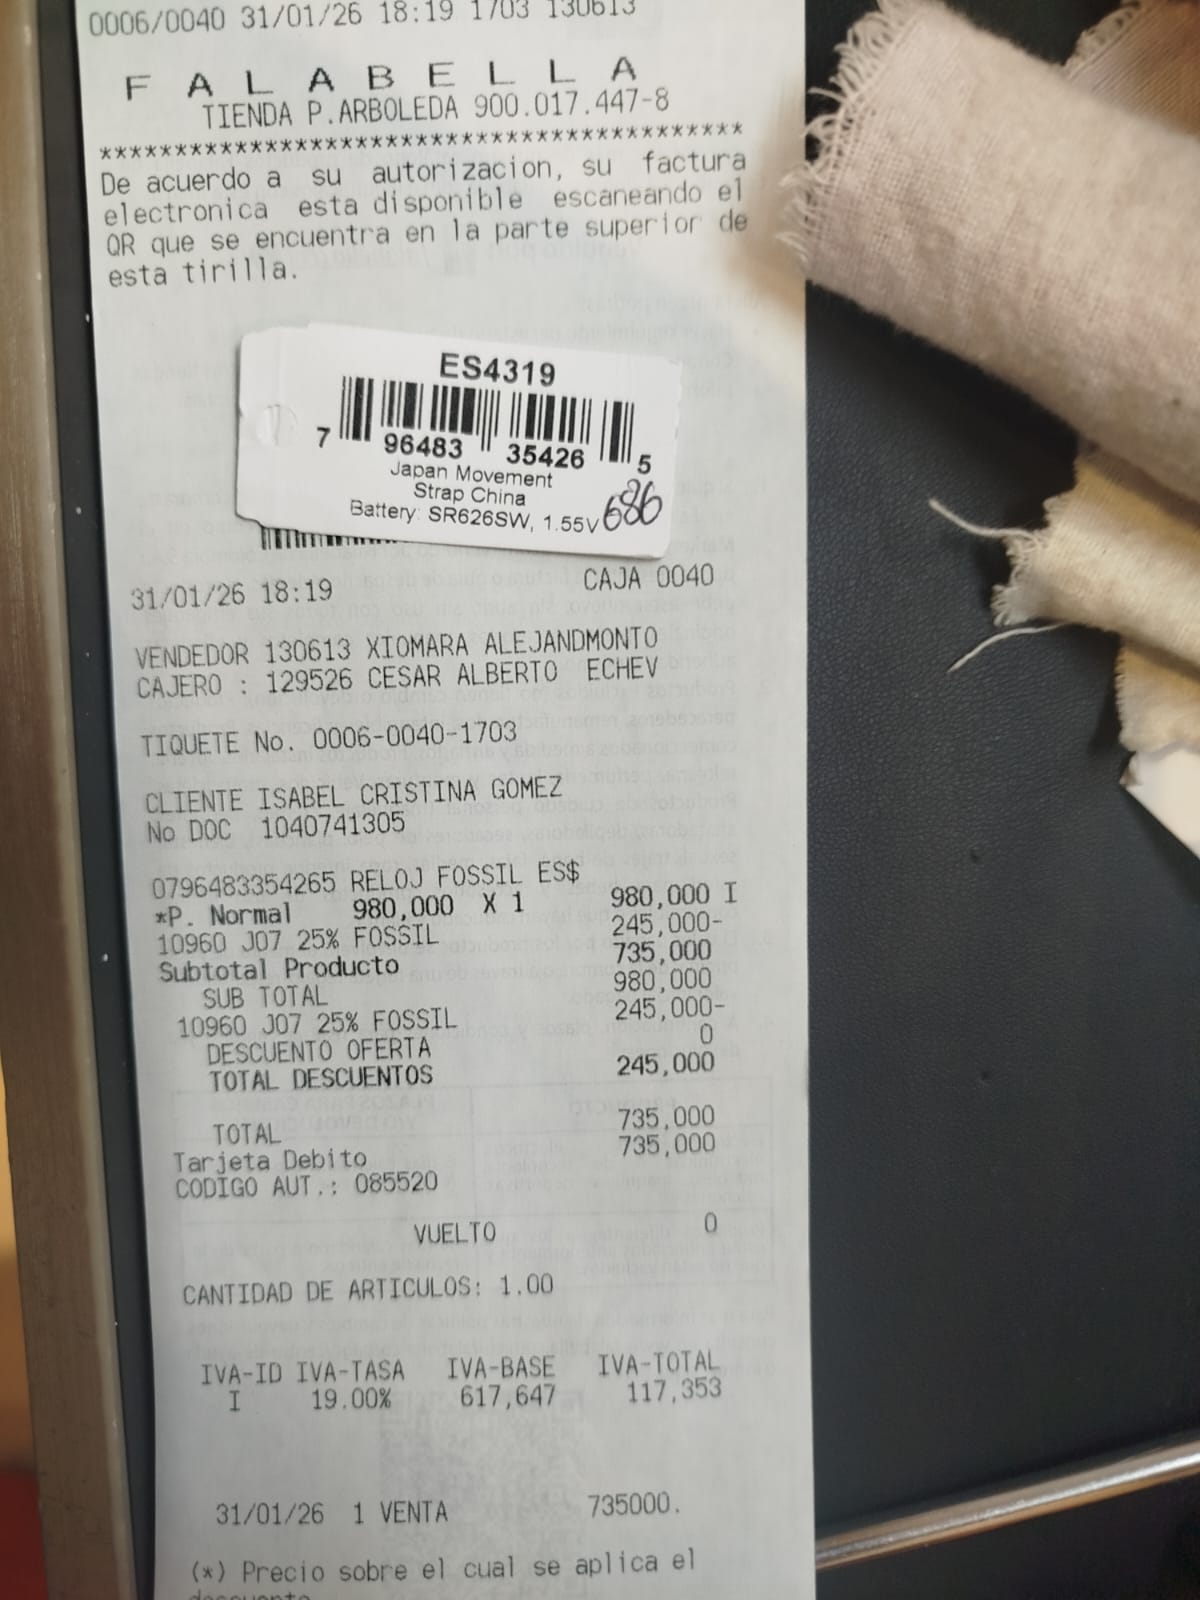 0006/0040 31/01/26 18:19 1703 130613
F A L A B E L L A
TIENDA P.ARBOLEDA 900.017.447-8
*******************************************
De acuerdo a su autorizacion, su factura
electronica esta disponible escaneando el
QR que se encuentra en la parte superior de
esta tirilla.
ES4319
7 96483 35426 5
Japan Movement
Strap China
Battery: SR626SW, 1.55V
686
31/01/26 18:19 CAJA 0040
VENDEDOR 130613 XIOMARA ALEJANDMONTO
CAJERO : 129526 CESAR ALBERTO ECHEV
TIQUETE No. 0006-0040-1703
CLIENTE ISABEL CRISTINA GOMEZ
No DOC 1040741305
0796483354265 RELOJ FOSSIL ES$
*P. Normal 980,000 X 1 980,000 I
10960 J07 25% FOSSIL 245,000-
Subtotal Producto 735,000
SUB TOTAL 980,000
10960 J07 25% FOSSIL 245,000-
DESCUENTO OFERTA 0
TOTAL DESCUENTOS 245,000
TOTAL 735,000
Tarjeta Debito 735,000
CODIGO AUT.: 085520
VUELTO 0
CANTIDAD DE ARTICULOS: 1.00
IVA-ID IVA-TASA IVA-BASE IVA-TOTAL
I 19.00% 617,647 117,353
31/01/26 1 VENTA 735000.
(*) Precio sobre el cual se aplica el